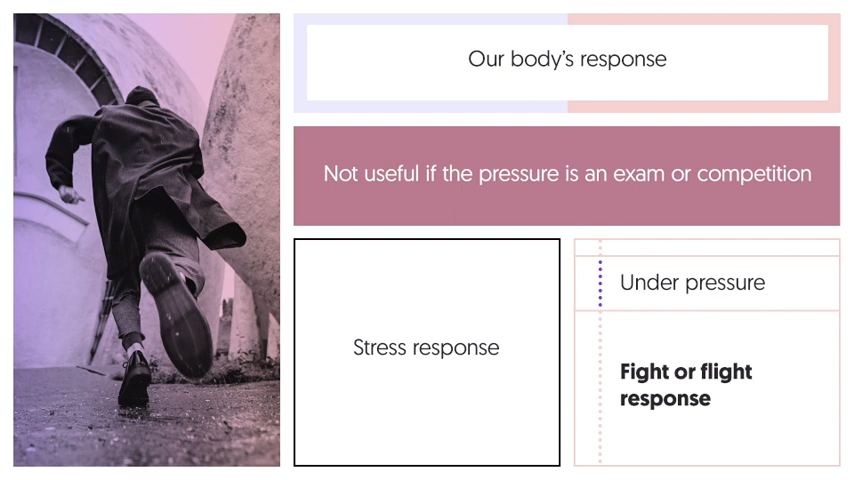 Our body’s response
Not useful if the pressure is an exam or competition
Stress response
Under pressure
Fight or flight
response